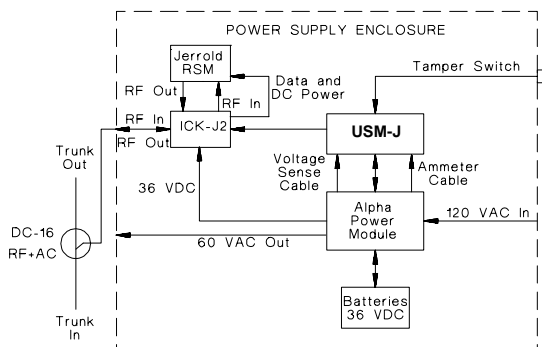 POWER SUPPLY ENCLOSURE
Jerrold
RSM
Data and
DC Power
Tamper Switch
RF Out
RF In
RF In
RF Out
ICK-J2
USM-J
Trunk
Out
36 VDC
Voltage
Sense
Cable
Ammeter
Cable
DC-16
RF+AC
Alpha
Power
Module
120 VAC In
60 VAC Out
Trunk
In
Batteries
36 VDC